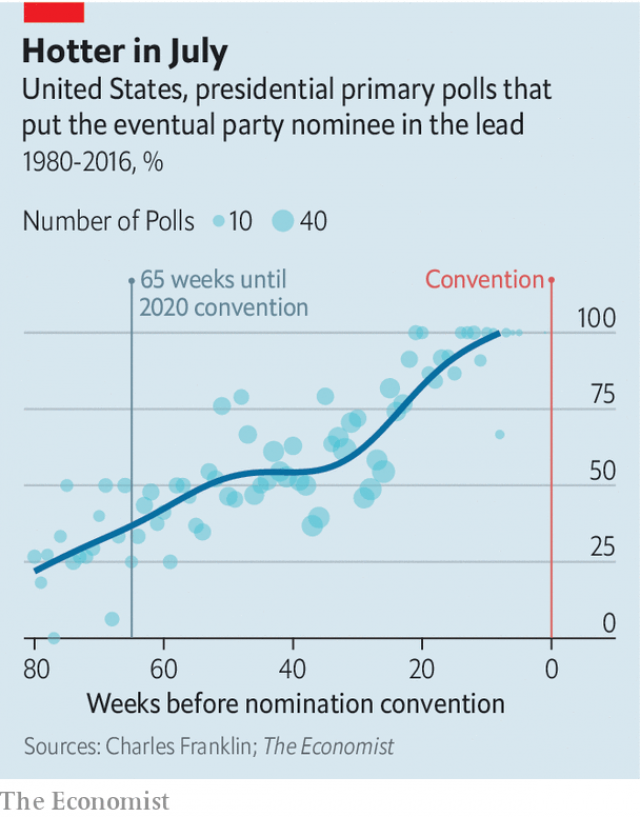 Hotter in July
United States, presidential primary polls that
put the eventual party nominee in the lead
1980-2016, %
Number of Polls 10 40
65 weeks until
2020 convention
Convention
100
75
50
25
0
80 60 40 20 0
Weeks before nomination convention
Sources: Charles Franklin; The Economist
The Economist